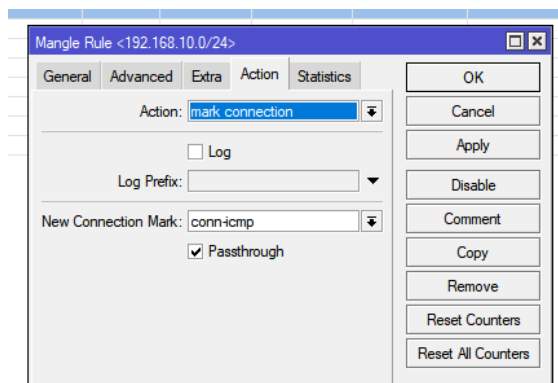 Mangle Rule <192.168.10.0/24>
General Advanced Extra Action Statistics
Action: mark connection
Log
Log Prefix:
New Connection Mark: conn-icmp
Passthrough
OK
Cancel
Apply
Disable
Comment
Copy
Remove
Reset Counters
Reset All Counters